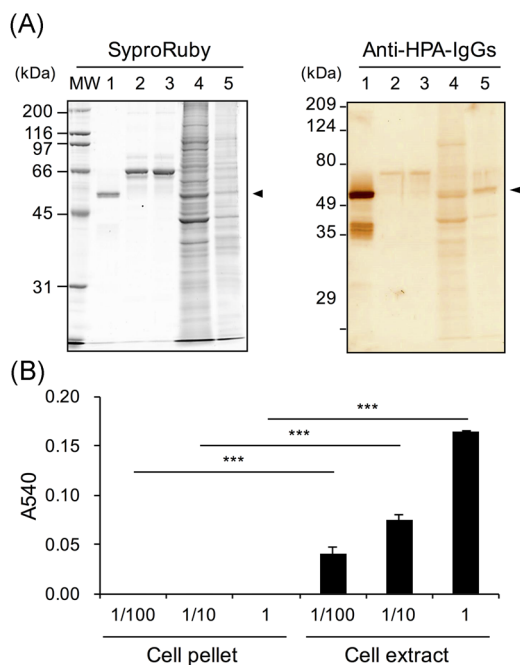 (A)
SyproRuby
Anti-HPA-IgGs
(kDa)
MW 1 2 3 4 5
200
116
97
66
45
31
(kDa)
1 2 3 4 5
209
124
80
49
35
29
(B)
A540
0.20
0.15
0.10
0.05
0.00
***
***
***
1/100 1/10 1 1/100 1/10 1
Cell pellet Cell extract